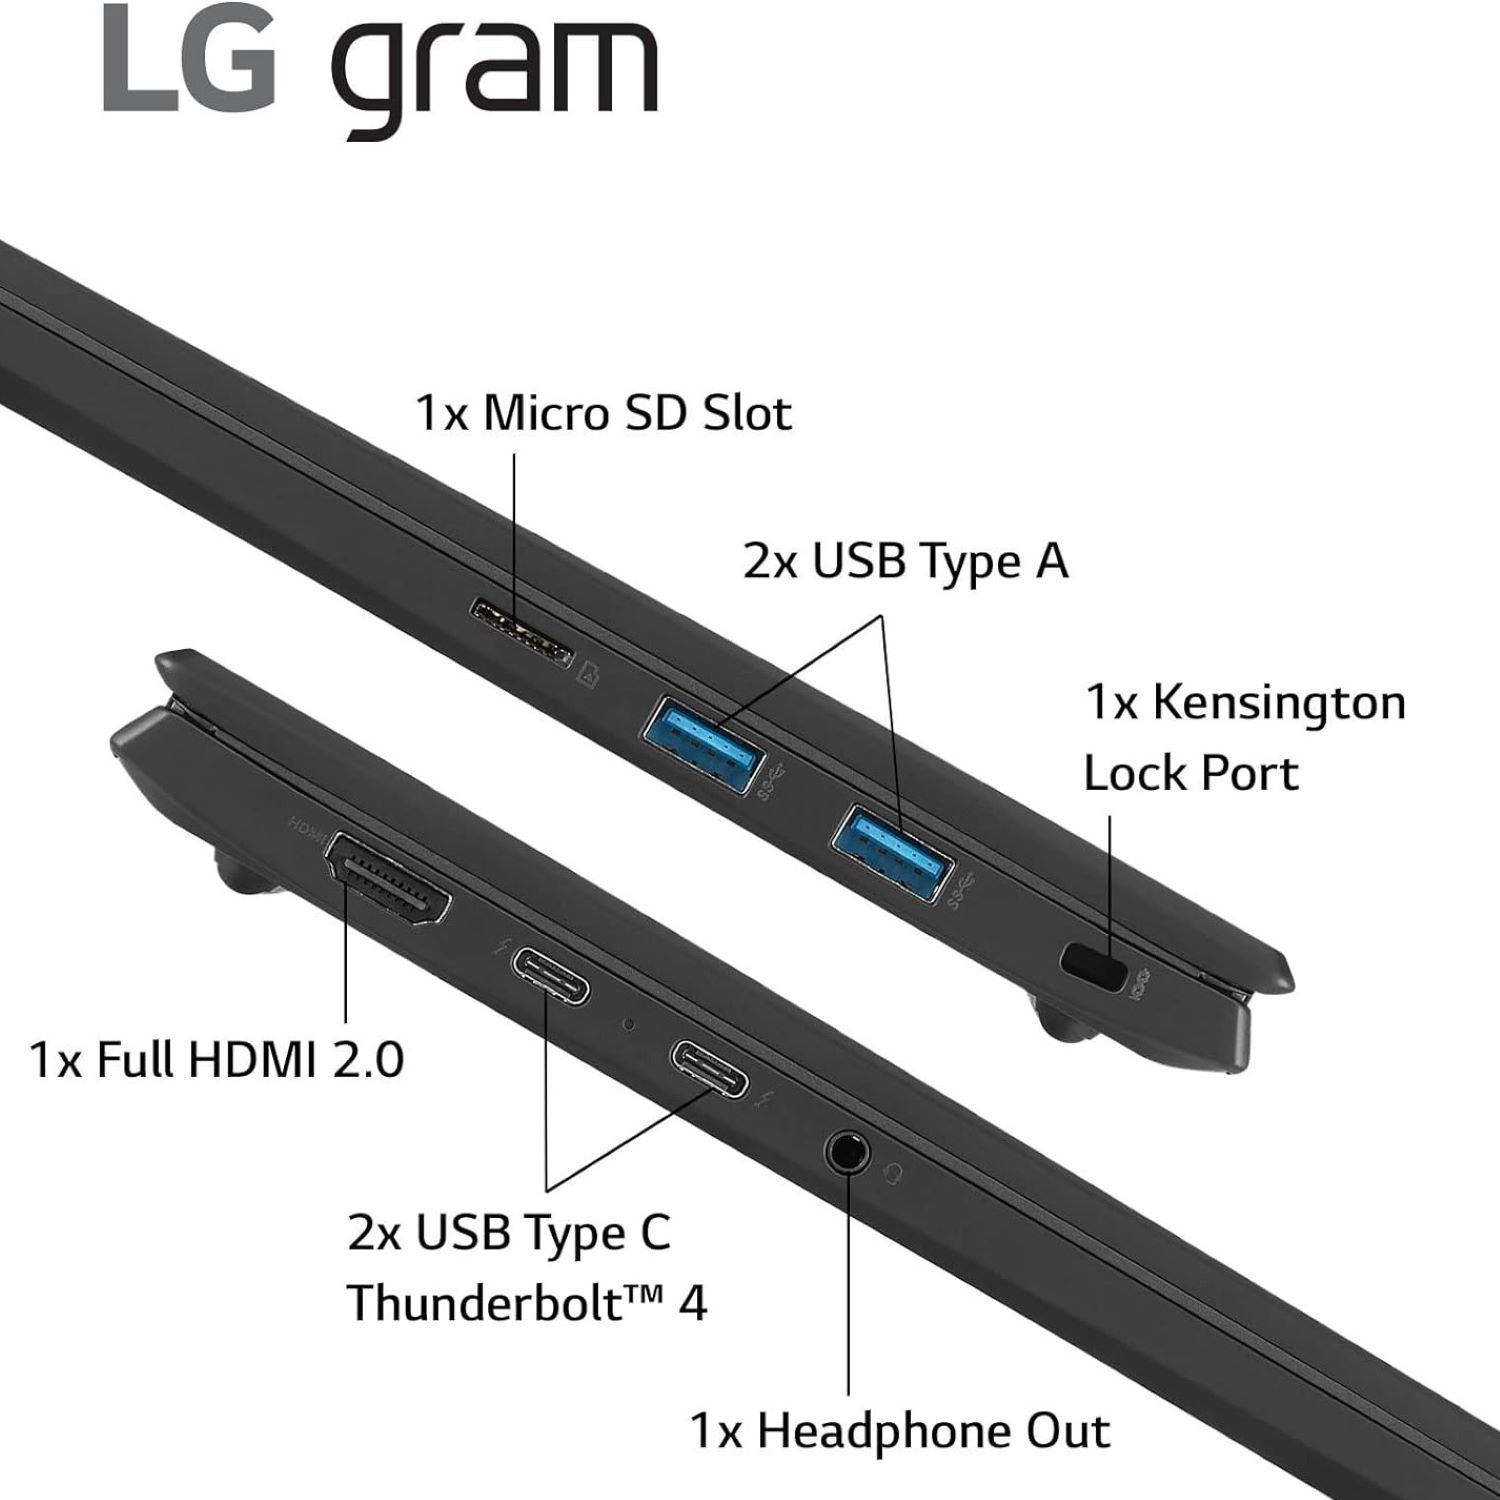 LG gram
1x Micro SD Slot
2x USB Type A
1x Kensington
Lock Port
HDMI
1x Full HDMI 2.0
2x USB Type C
Thunderbolt™ 4
1x Headphone Out